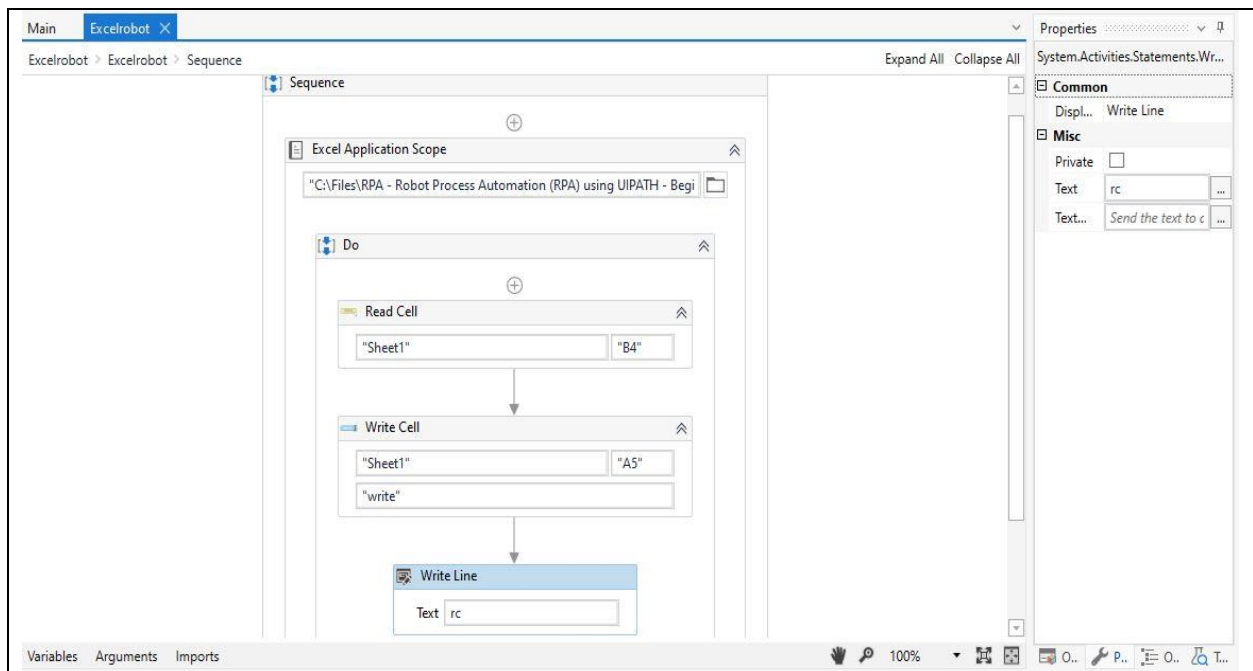 Main Excelrobot
Excelrobot > Excelrobot > Sequence Expand All Collapse All
Sequence
Excel Application Scope
"C:\Files\RPA - Robot Process Automation (RPA) using UIPATH - Begi
Do
Read Cell
"Sheet1" "B4"
Write Cell
"Sheet1" "A5"
"write"
Write Line
Text rc
Variables Arguments Imports 100%
Properties
System.Activities.Statements.Wr...
Common
Displ... Write Line
Misc
Private
Text rc ...
Text... Send the text to c ...
O... P... O... T...